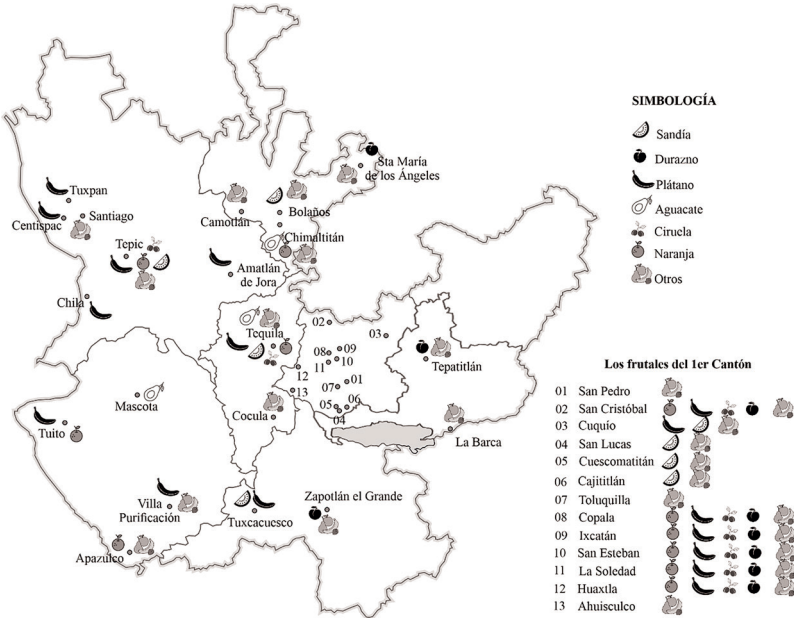 SIMBOLOGÍA
Sandía
Durazno
Plátano
Aguacate
Ciruela
Naranja
Otros
Sta María
de los Ángeles
Tuxpan
Centispac
Santiago
Camotlán
Bolaños
Tepic
Chimaltitán
Amatlán
de Jora
Chila
02
03
Tequila
08
09
10
11
12
Tepatitlán
13
07
01
Mascota
05
06
04
Cocula
Tuito
La Barca
Villa
Purificación
Tuxcacuesco
Zapotlán el Grande
Apazulco
Los frutales del 1er Cantón
01 San Pedro
02 San Cristóbal
03 Cuquío
04 San Lucas
05 Cuescomatitán
06 Cajititlán
07 Toluquilla
08 Copala
09 Ixcatán
10 San Esteban
11 La Soledad
12 Huaxtla
13 Ahuisculco